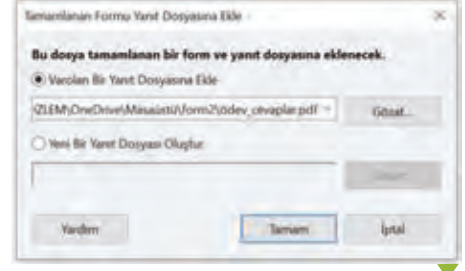 Tamamlanan Formu Yanıt Dosyasına Ekle
Bu dosya tamamlanan bir form ve yanıt dosyasına eklenecek.
Varolan Bir Yanıt Dosyasına Ekle
ZLEM\OneDrive\Masaüstü\form2\ödev_cevaplar.pdf
Gözat...
Yeni Bir Yanıt Dosyası Oluştur
Yardım
Tamam
İptal